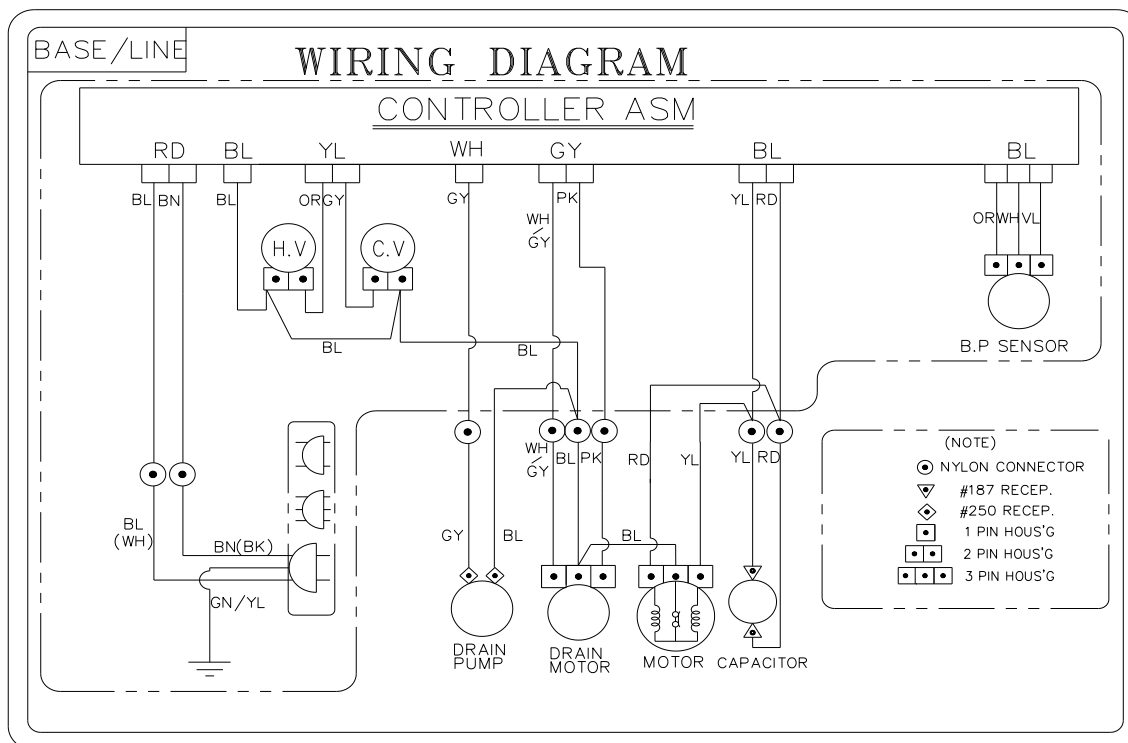 BASE/LINE
WIRING DIAGRAM
CONTROLLER ASM
RD BL YL WH GY BL BL
BL BN BL OR GY GY WH/GY PK YL RD OR WH VL
H.V C.V
BL
BL
B.P SENSOR
WH/GY BL PK RD YL YL RD
BL
(WH)
BN(BK)
GN/YL
GY BL BL
DRAIN
PUMP
DRAIN
MOTOR
MOTOR
CAPACITOR
(NOTE)
NYLON CONNECTOR
#187 RECEP.
#250 RECEP.
1 PIN HOUS'G
2 PIN HOUS'G
3 PIN HOUS'G